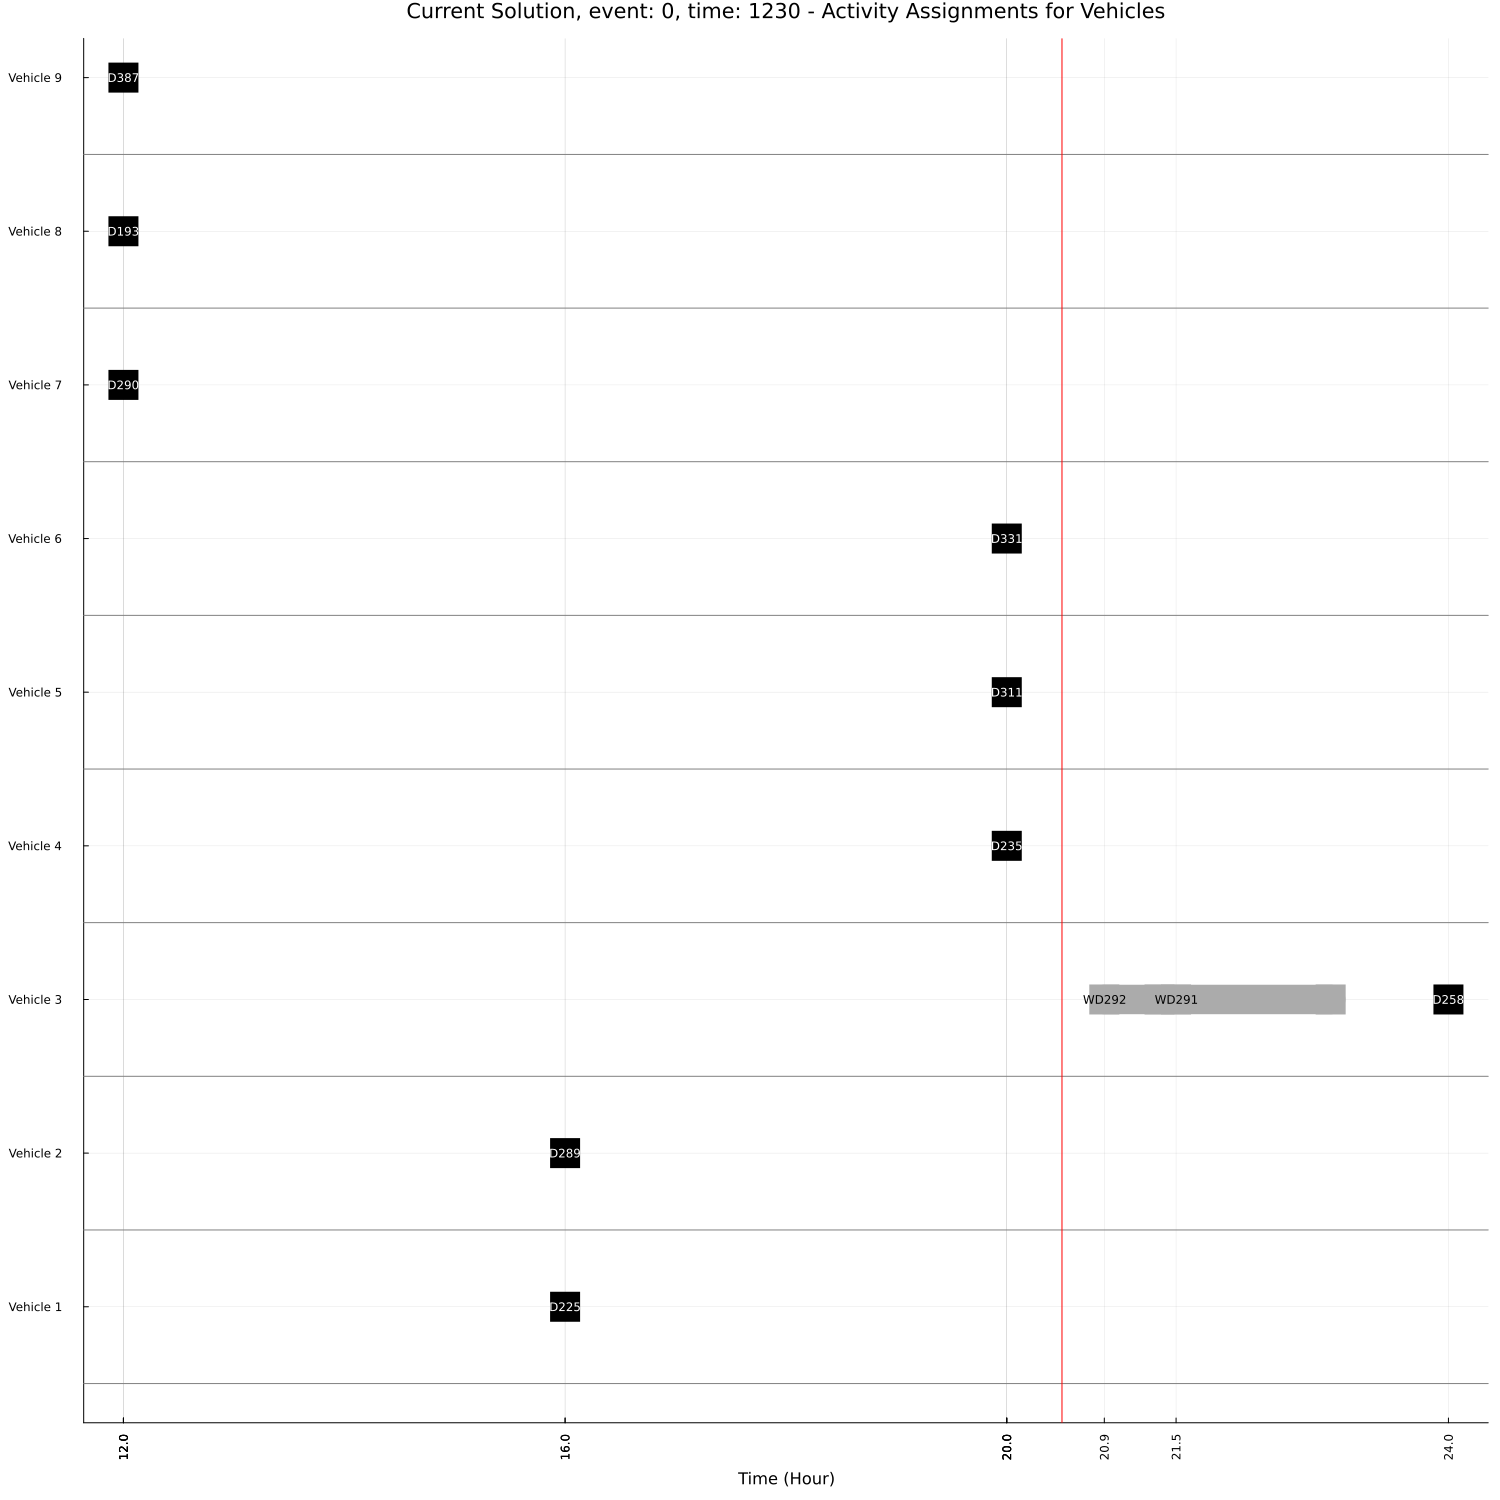 Current Solution, event: 0, time: 1230 - Activity Assignments for Vehicles
Vehicle 9
D387
Vehicle 8
D193
Vehicle 7
D290
Vehicle 6
D331
Vehicle 5
D311
Vehicle 4
D235
Vehicle 3
WD292 WD291 D258
Vehicle 2
D289
Vehicle 1
D225
12.0 16.0 20.0 20.9 21.5 24.0
Time (Hour)